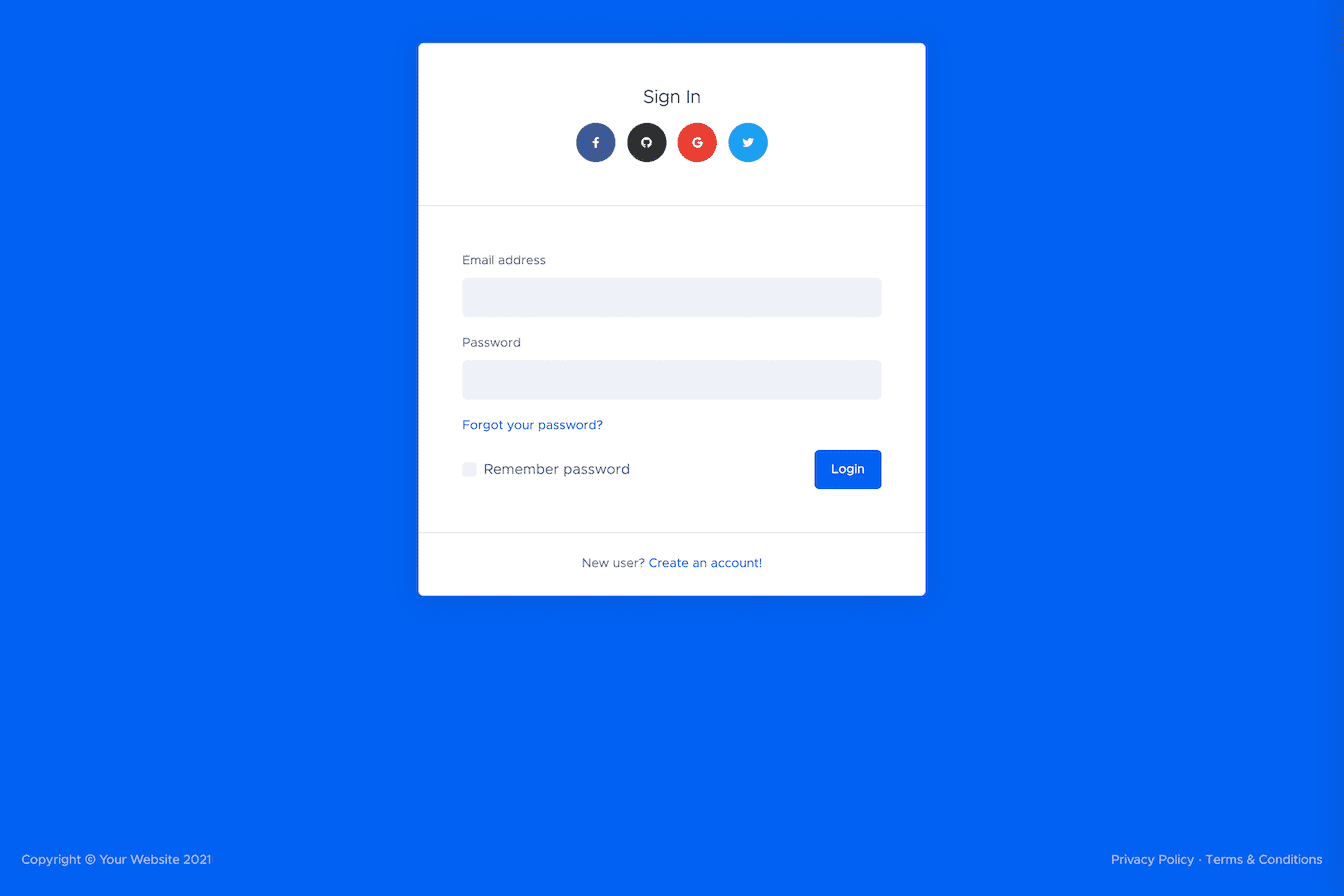 Sign In
Email address
Password
Forgot your password?
Remember password
Login
New user? Create an account!
Copyright © Your Website 2021
Privacy Policy · Terms & Conditions